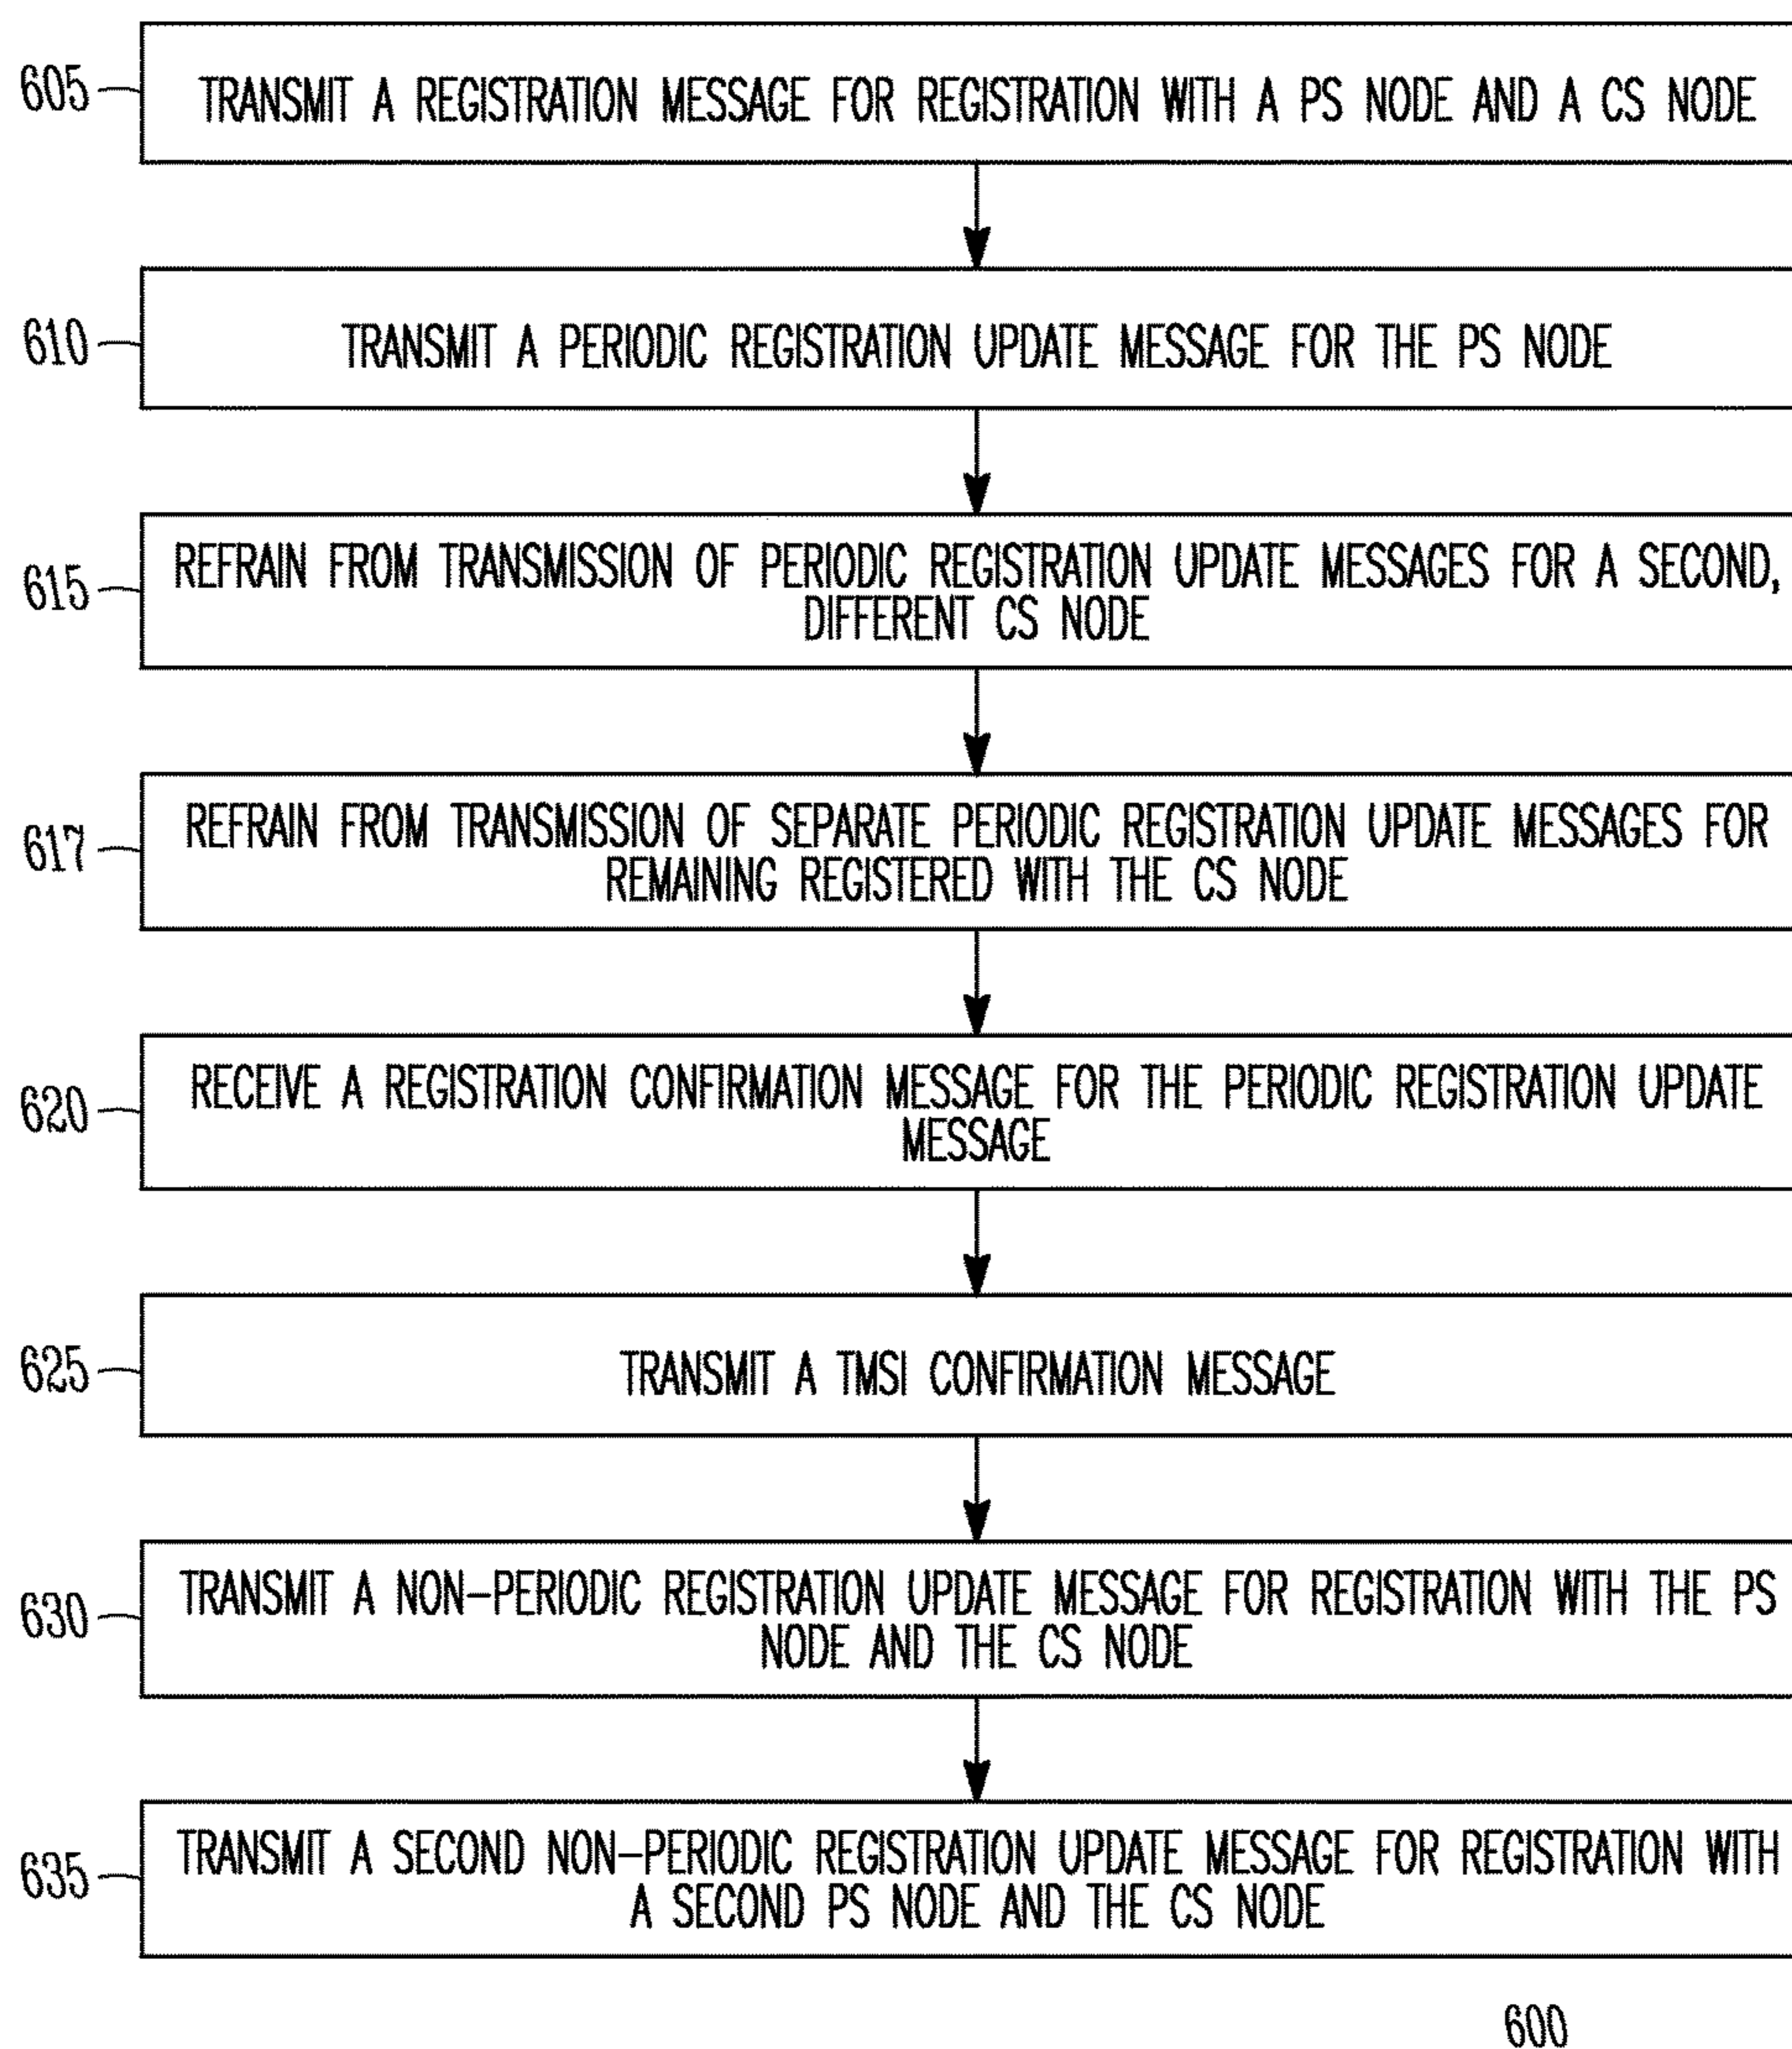 605
TRANSMIT A REGISTRATION MESSAGE FOR REGISTRATION WITH A PS NODE AND A CS NODE
610
TRANSMIT A PERIODIC REGISTRATION UPDATE MESSAGE FOR THE PS NODE
615
REFRAIN FROM TRANSMISSION OF PERIODIC REGISTRATION UPDATE MESSAGES FOR A SECOND,
DIFFERENT CS NODE
617
REFRAIN FROM TRANSMISSION OF SEPARATE PERIODIC REGISTRATION UPDATE MESSAGES FOR
REMAINING REGISTERED WITH THE CS NODE
620
RECEIVE A REGISTRATION CONFIRMATION MESSAGE FOR THE PERIODIC REGISTRATION UPDATE
MESSAGE
625
TRANSMIT A TMSI CONFIRMATION MESSAGE
630
TRANSMIT A NON-PERIODIC REGISTRATION UPDATE MESSAGE FOR REGISTRATION WITH THE PS
NODE AND THE CS NODE
635
TRANSMIT A SECOND NON-PERIODIC REGISTRATION UPDATE MESSAGE FOR REGISTRATION WITH
A SECOND PS NODE AND THE CS NODE
600